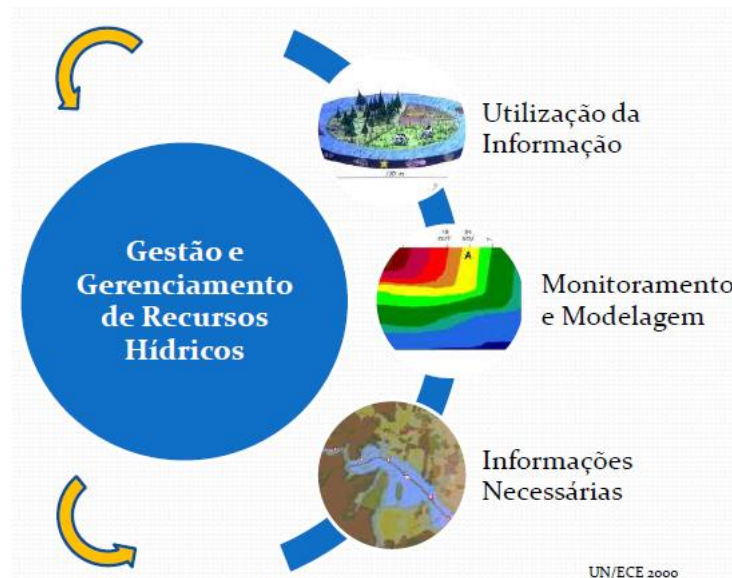 Gestão e
Gerenciamento
de Recursos
Hídricos
Utilização da
Informação
Monitoramento
e Modelagem
A
Informações
Necessárias
UN/ECE 2000